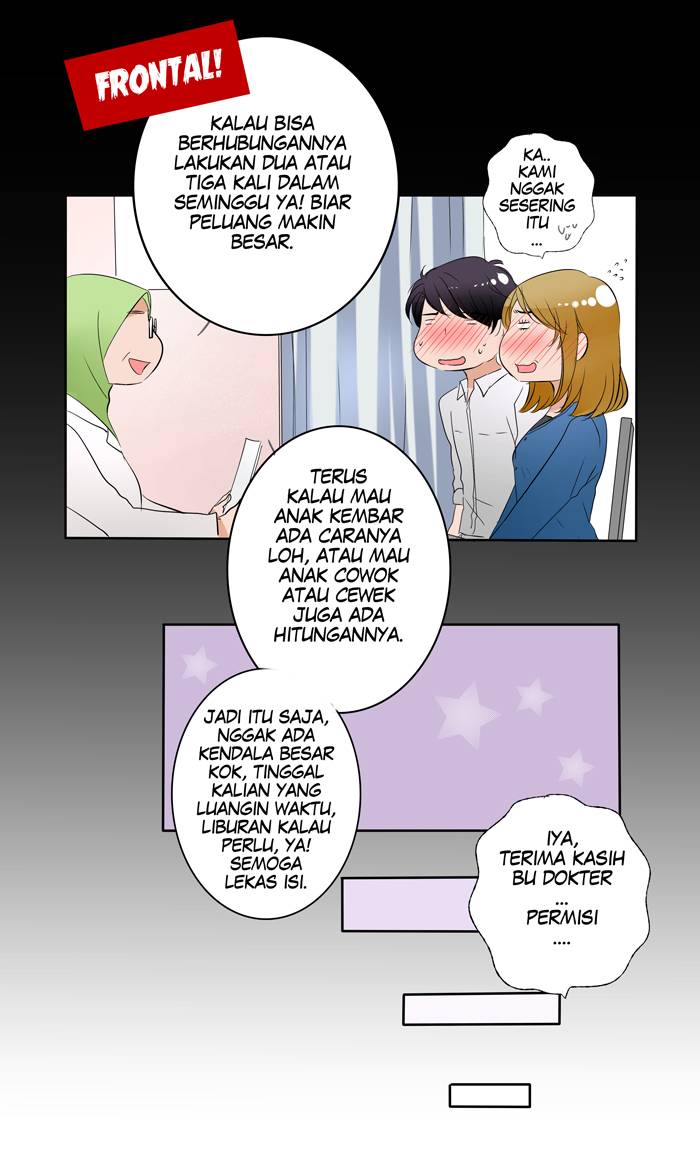 FRONTAL!
KALAU BISA
BERHUBUNGANNYA
LAKUKAN DUA ATAU
TIGA KALI DALAM
SEMINGGU YA! BIAR
PELUANG MAKIN
BESAR.
KA..
KAMI
NGGAK
SESERING
ITU
...
TERUS
KALAU MAU
ANAK KEMBAR
ADA CARANYA
LOH, ATAU MAU
ANAK COWOK
ATAU CEWEK
JUGA ADA
HITUNGANNYA.
JADI ITU SAJA,
NGGAK ADA
KENDALA BESAR
KOK, TINGGAL
KALIAN YANG
LUANGIN WAKTU,
LIBURAN KALAU
PERLU, YA!
SEMOGA
LEKAS ISI.
IYA,
TERIMA KASIH
BU DOKTER
...
PERMISI
....